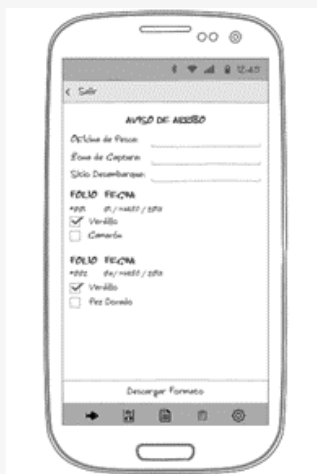 < Salir
AVISO DE ARRIBO
Oficina de Pesca:
Zona de Captura:
Sitio Desembarque:
FOLIO FECHA
Verdillo
Camarón
FOLIO FECHA
Verdillo
Pez Dorado
Descargar Formato